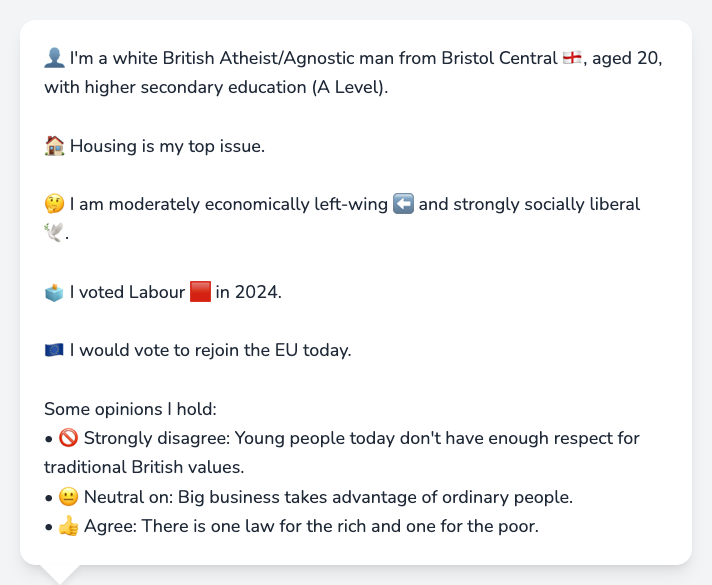 👤 I'm a white British Atheist/Agnostic man from Bristol Central 🏴󠁧󠁢󠁥󠁮󠁧󠁿, aged 20,
with higher secondary education (A Level).
🏠 Housing is my top issue.
🤔 I am moderately economically left-wing ⬅️ and strongly socially liberal
🕊️.
🗳️ I voted Labour 🟥 in 2024.
🇪🇺 I would vote to rejoin the EU today.
Some opinions I hold:
• 🚫 Strongly disagree: Young people today don't have enough respect for
traditional British values.
• 😐 Neutral on: Big business takes advantage of ordinary people.
• 👍 Agree: There is one law for the rich and one for the poor.